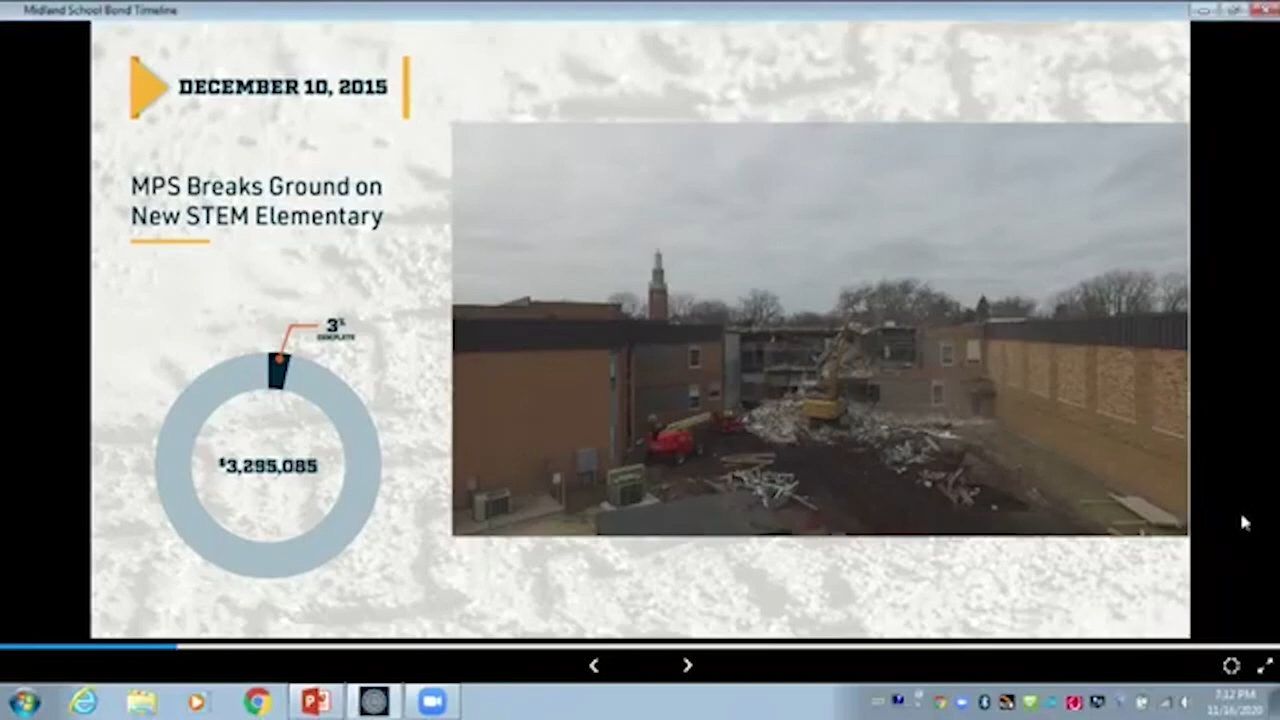 Midland School Bond Timeline
DECEMBER 10, 2015
MPS Breaks Ground on
New STEM Elementary
3%
COMPLETE
$3,295,085
7:12 PM
11/16/2020